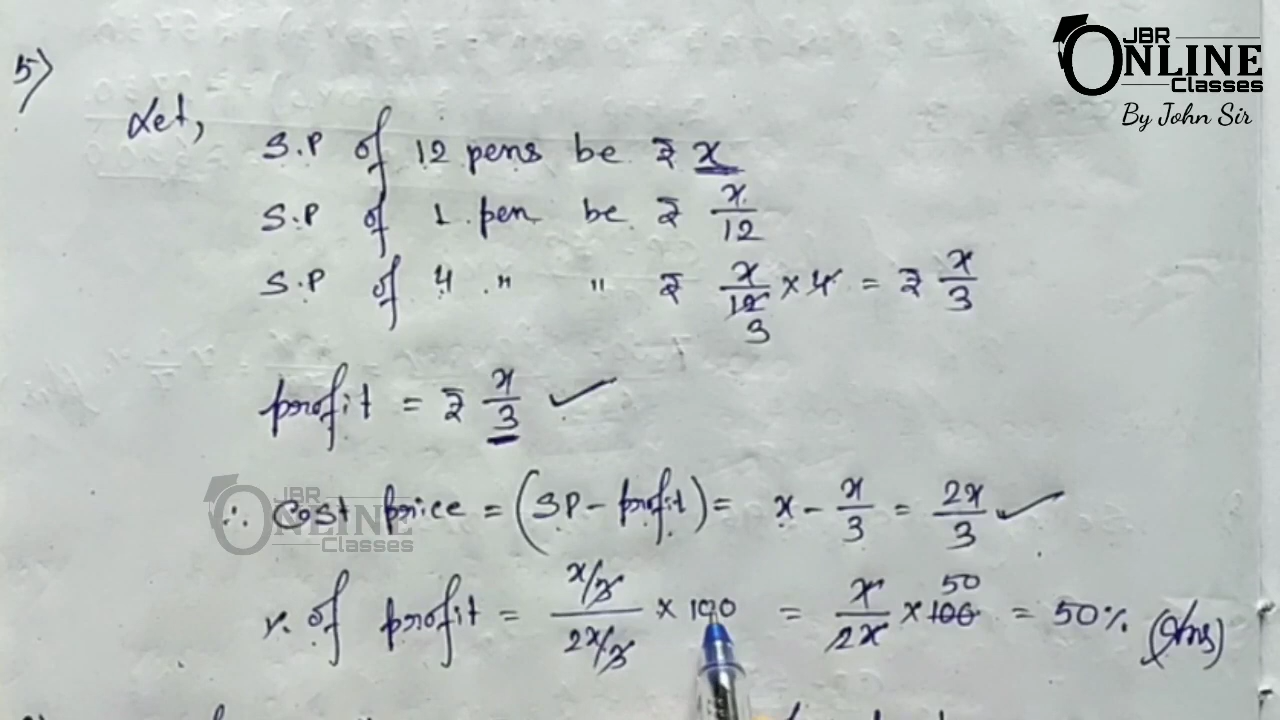 JBR
ONLINE
Classes
By John Sir
5)
Let,
S.P of 12 pens be ₹ x
S.P of 1 pen be ₹ x/12
S.P of 4 " " ₹ x/12 × 4 = ₹ x/3
3
profit = ₹ x/3 ✓
∴ Cost price = (SP - profit) = x - x/3 = 2x/3 ✓
JBR
ONLINE
Classes
%. of profit = (x/3)/(2x/3) × 100 = x/2x × 100 50 = 50% (Ans)